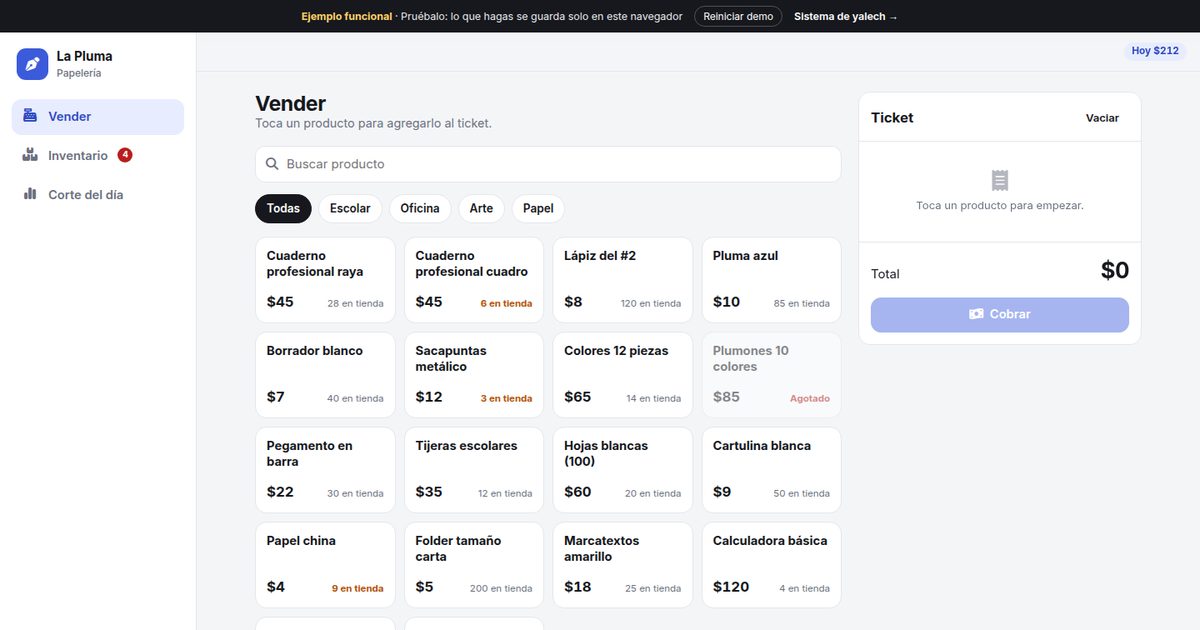 Ejemplo funcional · Pruébalo: lo que hagas se guarda solo en este navegador
Reiniciar demo
Sistema de yalech →
La Pluma
Papelería
Hoy $212
Vender
Inventario 4
Corte del día
Vender
Toca un producto para agregarlo al ticket.
Buscar producto
Todas
Escolar
Oficina
Arte
Papel
Cuaderno
profesional raya
$45 28 en tienda
Cuaderno
profesional cuadro
$45 6 en tienda
Lápiz del #2
$8 120 en tienda
Pluma azul
$10 85 en tienda
Borrador blanco
$7 40 en tienda
Sacapuntas
metálico
$12 3 en tienda
Colores 12 piezas
$65 14 en tienda
Plumones 10
colores
$85 Agotado
Pegamento en
barra
$22 30 en tienda
Tijeras escolares
$35 12 en tienda
Hojas blancas
(100)
$60 20 en tienda
Cartulina blanca
$9 50 en tienda
Papel china
$4 9 en tienda
Folder tamaño
carta
$5 200 en tienda
Marcatextos
amarillo
$18 25 en tienda
Calculadora básica
$120 4 en tienda
Ticket
Vaciar
Toca un producto para empezar.
Total $0
Cobrar